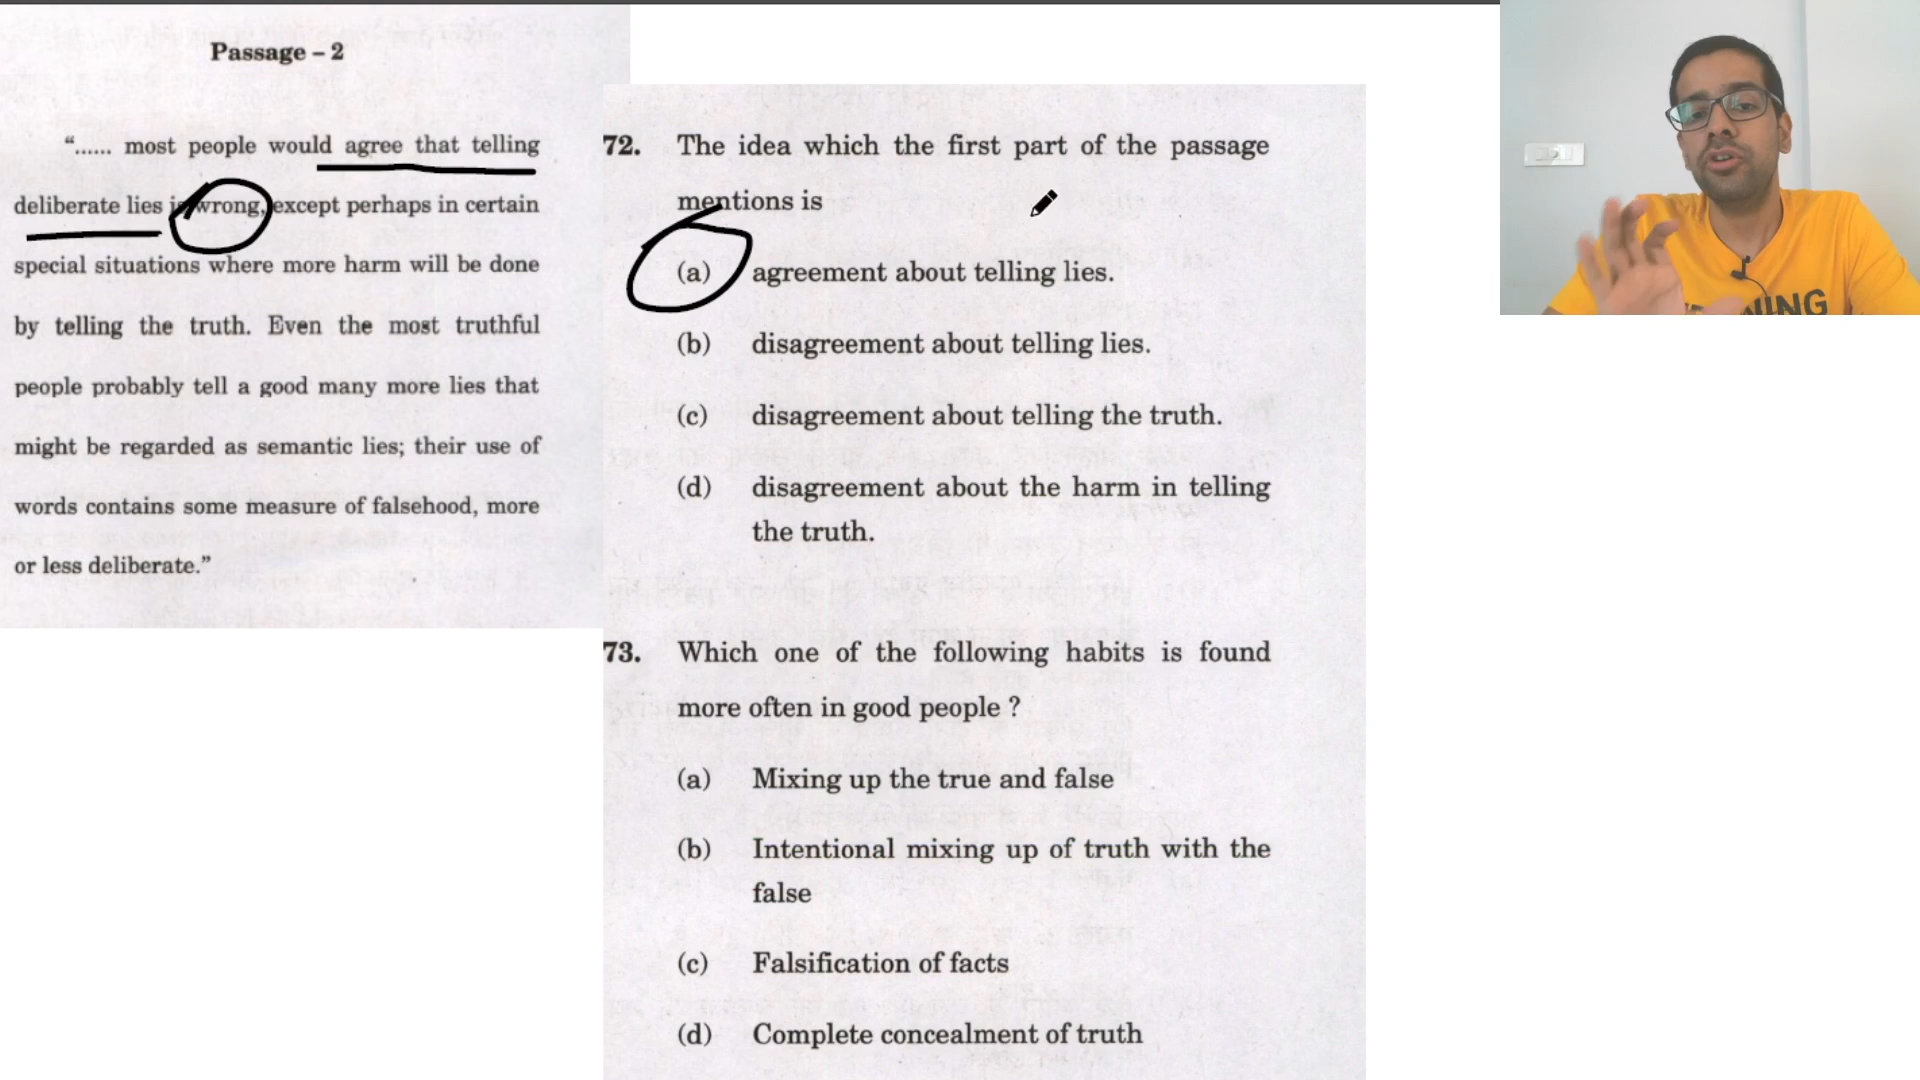 Passage – 2
“...... most people would agree that telling
deliberate lies is wrong, except perhaps in certain
special situations where more harm will be done
by telling the truth. Even the most truthful
people probably tell a good many more lies that
might be regarded as semantic lies; their use of
words contains some measure of falsehood, more
or less deliberate.”
72. The idea which the first part of the passage
mentions is
(a) agreement about telling lies.
(b) disagreement about telling lies.
(c) disagreement about telling the truth.
(d) disagreement about the harm in telling
the truth.
73. Which one of the following habits is found
more often in good people ?
(a) Mixing up the true and false
(b) Intentional mixing up of truth with the
false
(c) Falsification of facts
(d) Complete concealment of truth